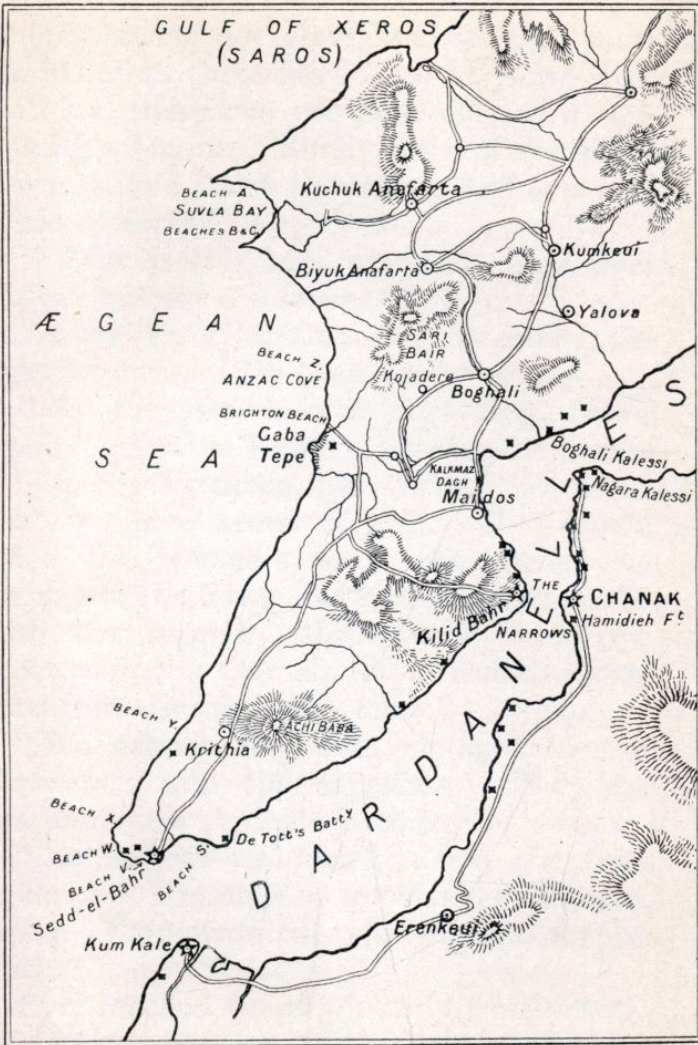 GULF OF XEROS
(SAROS)
BEACH A
SUVLA BAY
BEACHES B & C.
Kuchuk Anafarta
Biyuk Anafarta
Kumkeui
Yalova
ÆGEAN
SEA
SARI
BAIR
BEACH Z.
ANZAC COVE
Kojadere
Boghali
BRIGHTON BEACH
Gaba
Tepe
Boghali Kalessi
KALKMAZ
DAGH
Nagara Kalessi
Maidos
THE
NARROWS
CHANAK
Hamidieh Ft
Kilid Bahr
DARDANELLES
BEACH Y.
ACHI BABA
Krithia
BEACH X.
BEACH W.
BEACH V.
Sedd-el-Bahr
BEACH S.
De Tott's Batty
Erenkeui
Kum Kale